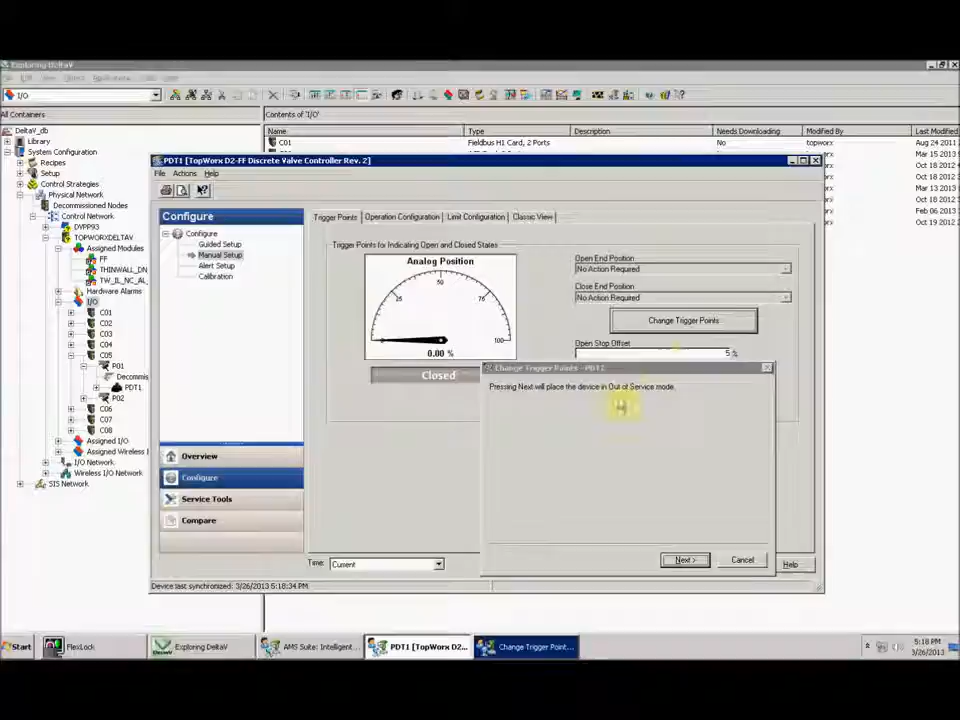 Exploring DeltaV
I/O
All Containers
Contents of 'I/O'
DeltaV_db
Library
System Configuration
Recipes
Setup
Control Strategies
Physical Network
Decommissioned Nodes
Control Network
DVPP93
TOPWORXDELTAV
Assigned Modules
FF
THINWALL_DN
TW_IL_NC_AL_
Hardware Alarms
I/O
C01
C02
C03
C04
C05
P01
Decommis
PDT1
P02
C06
C07
C08
Assigned I/O
Assigned Wireless I
I/O Network
Wireless I/O Network
SIS Network
Name Type Description Needs Downloading Modified By Last Modified
C01 Fieldbus H1 Card, 2 Ports No topworx Aug 24 2011
Mar 15 2013
Oct 18 2012
Mar 13 2013
Oct 18 2012
Oct 18 2012
Feb 06 2013
Oct 19 2012
PDT1 [TopWorx D2-FF Discrete Valve Controller Rev. 2]
File Actions Help
Configure
Configure
Guided Setup
Manual Setup
Alert Setup
Calibration
Overview
Configure
Service Tools
Compare
Trigger Points Operation Configuration Limit Configuration Classic View
Trigger Points for Indicating Open and Closed States
Analog Position
0 25 50 75 100
0.00 %
Closed
Open End Position
No Action Required
Close End Position
No Action Required
Change Trigger Points
Open Stop Offset
5 %
Change Trigger Points - PDT1
Pressing Next will place the device in Out of Service mode.
Next > Cancel
Time: Current
Help
Device last synchronized: 3/26/2013 5:18:34 PM
Start FlexLock Exploring DeltaV AMS Suite: Intelligent... PDT1 [TopWorx D2... Change Trigger Point...
5:18 PM
3/26/2013